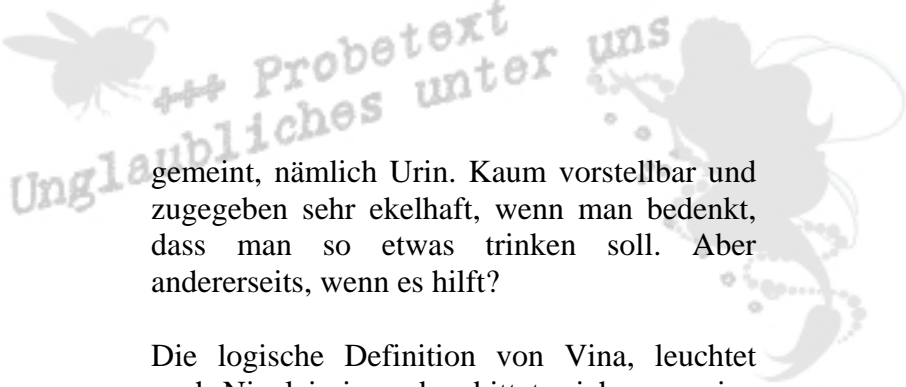 +++ Probetext
Unglaubliches unter uns
gemeint, nämlich Urin. Kaum vorstellbar und
zugegeben sehr ekelhaft, wenn man bedenkt,
dass man so etwas trinken soll. Aber
andererseits, wenn es hilft?
Die logische Definition von Vina, leuchtet